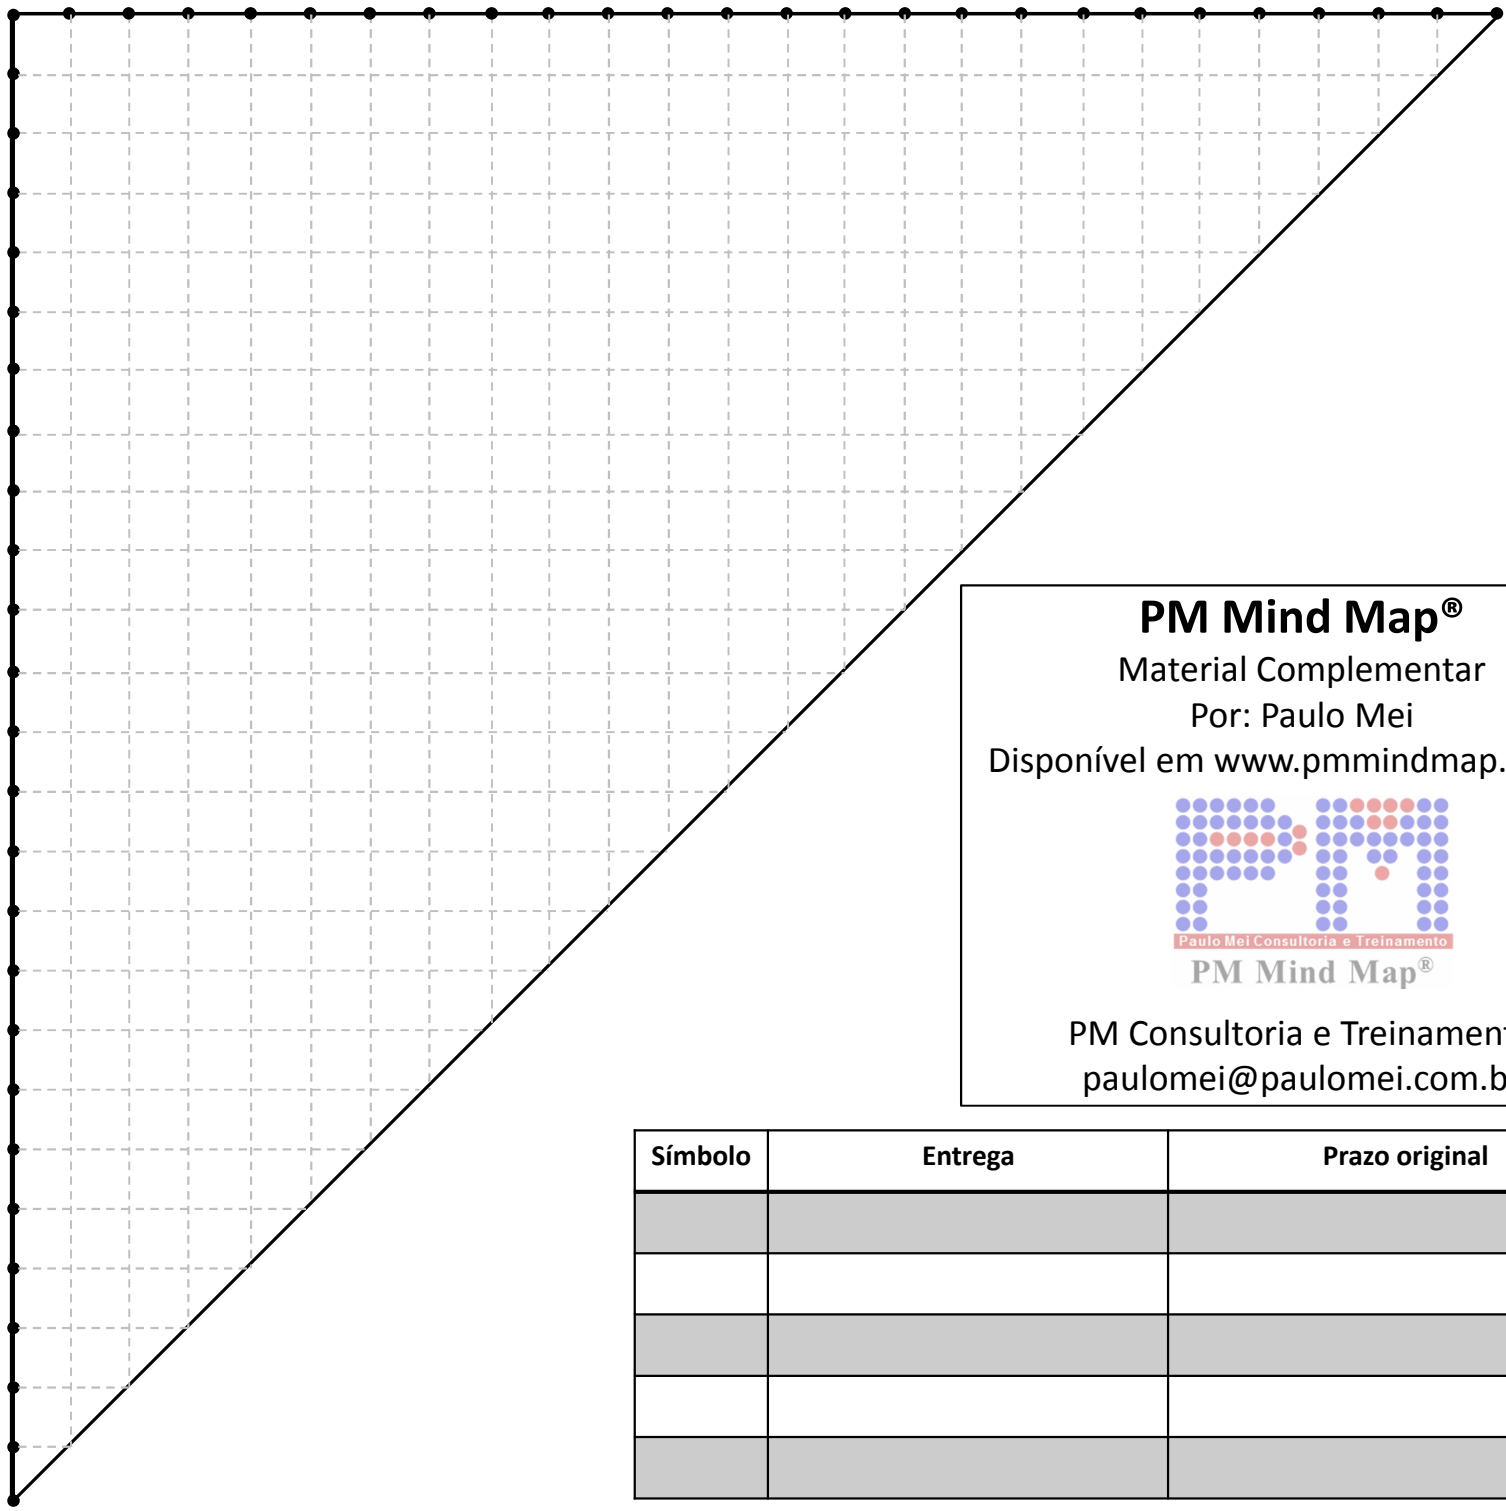 PM Mind Map®
Material Complementar
Por: Paulo Mei
Disponível em www.pmmindmap.
Paulo Mei Consultoria e Treinamento
PM Mind Map®
PM Consultoria e Treinament
paulomei@paulomei.com.b
Símbolo Entrega Prazo original